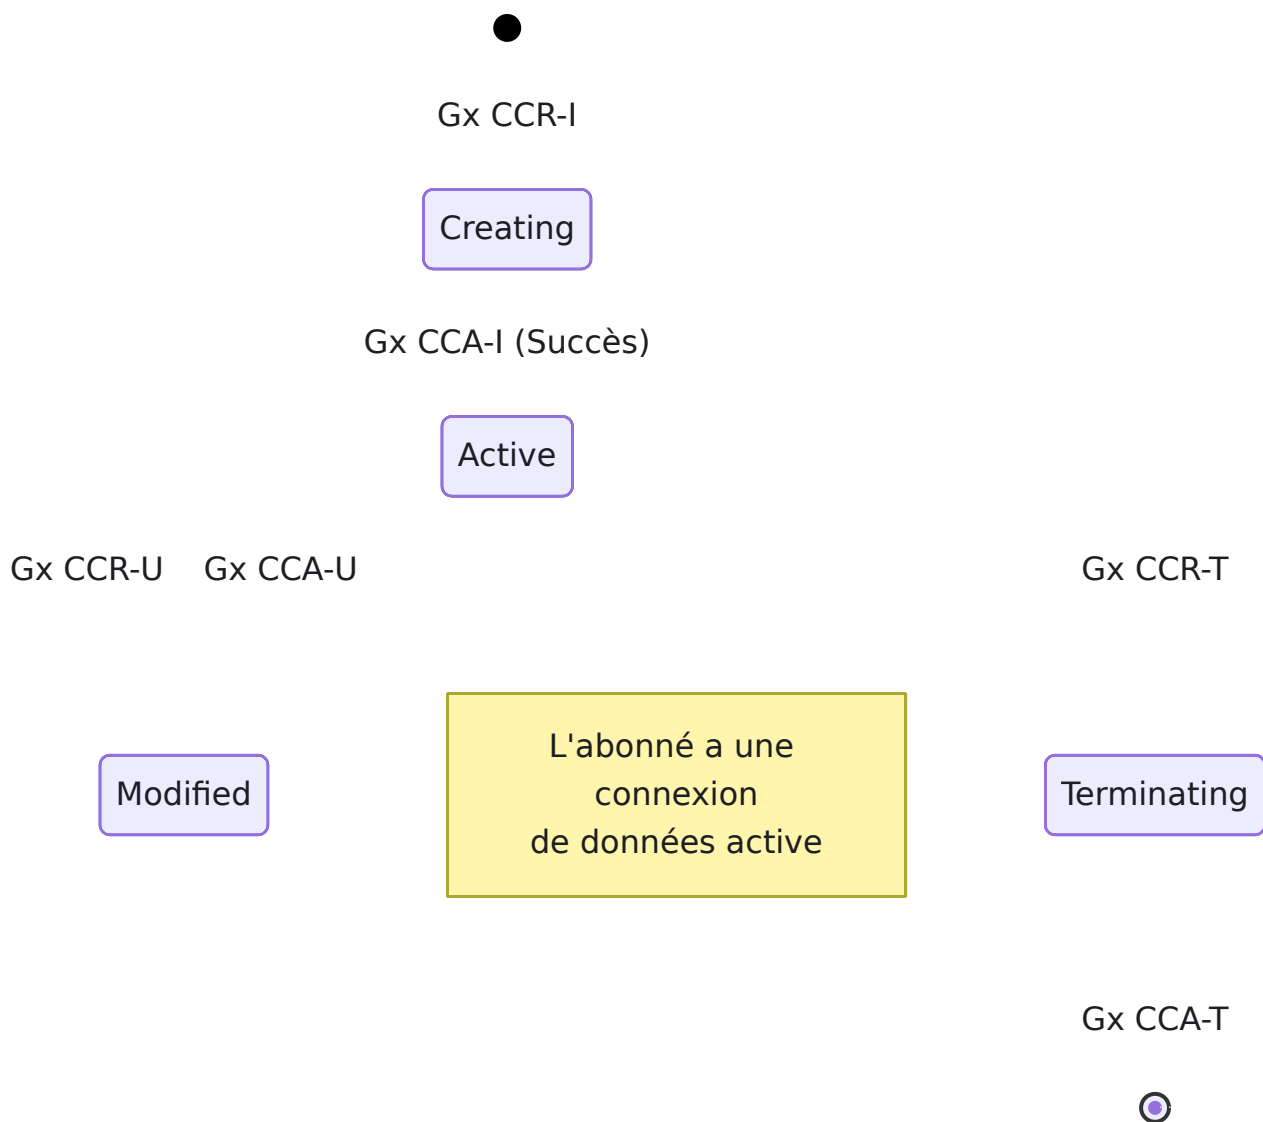 Gx CCR-I
Creating
Gx CCA-I (Succès)
Active
Gx CCR-U
Gx CCA-U
Gx CCR-T
Modified
L'abonné a une
connexion
de données active
Terminating
Gx CCA-T